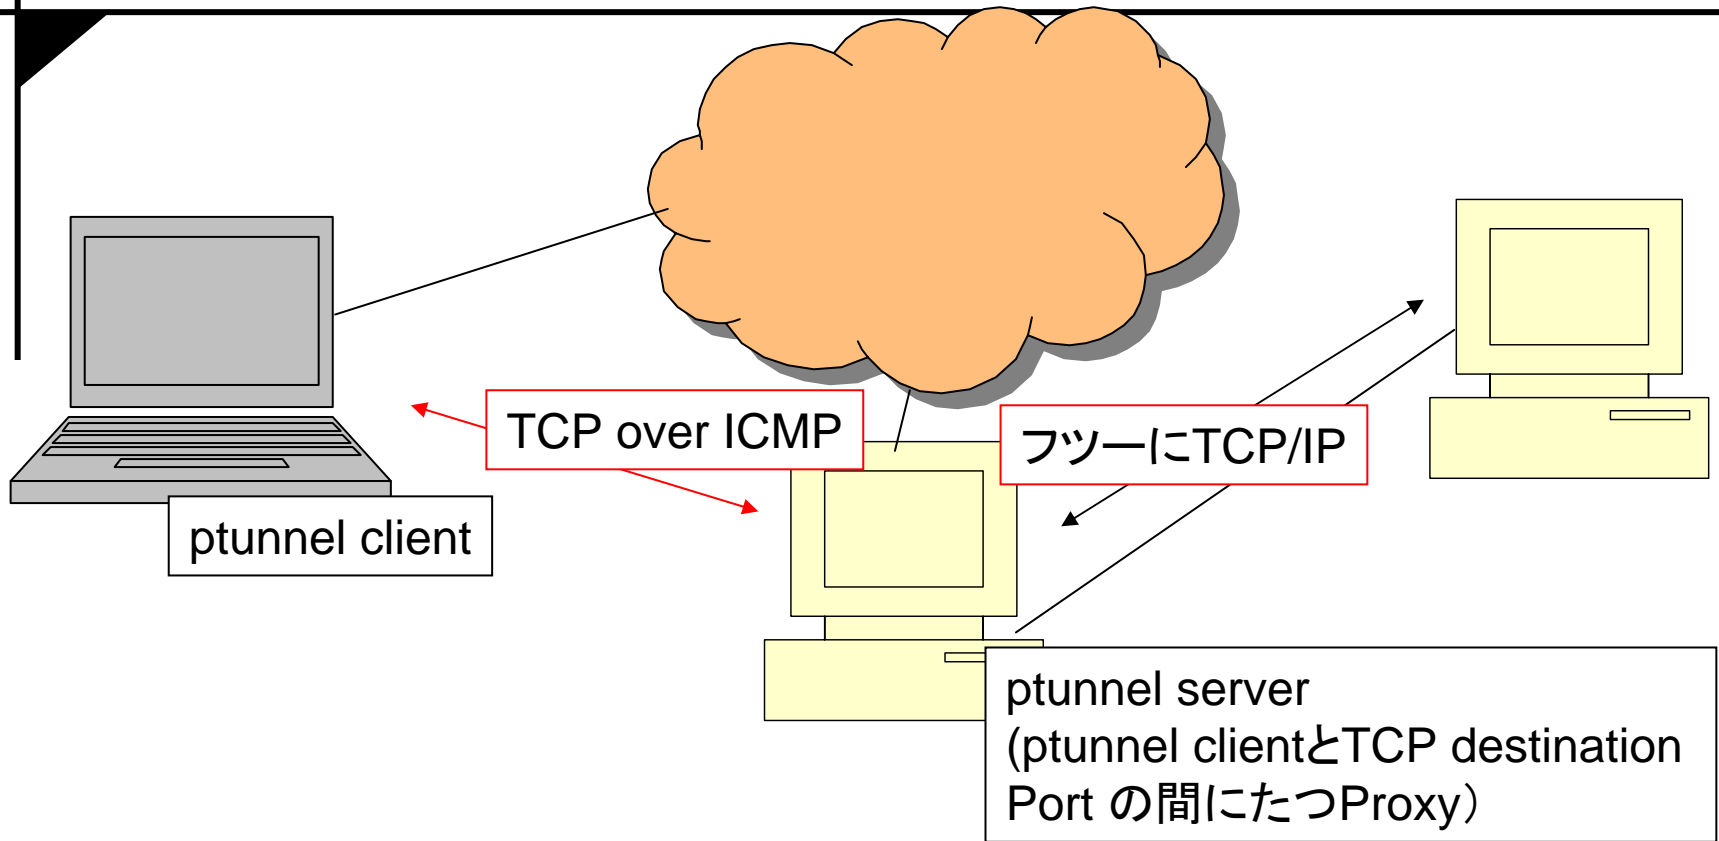 TCP over ICMP
フツーにTCP/IP
ptunnel client
ptunnel server
(ptunnel clientとTCP destination
Port の間にたつProxy）